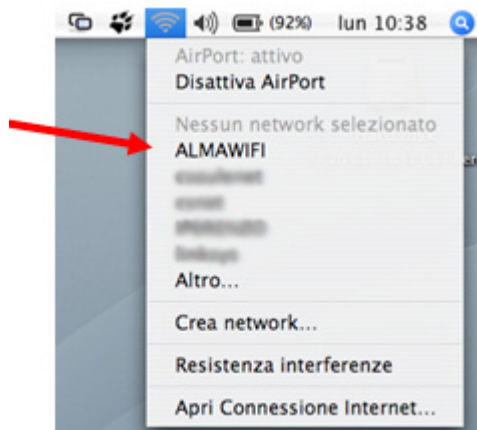 (92%) lun 10:38
AirPort: attivo
Disattiva AirPort
Nessun network selezionato
ALMAWIFI
Altro...
Crea network...
Resistenza interferenze
Apri Connessione Internet...